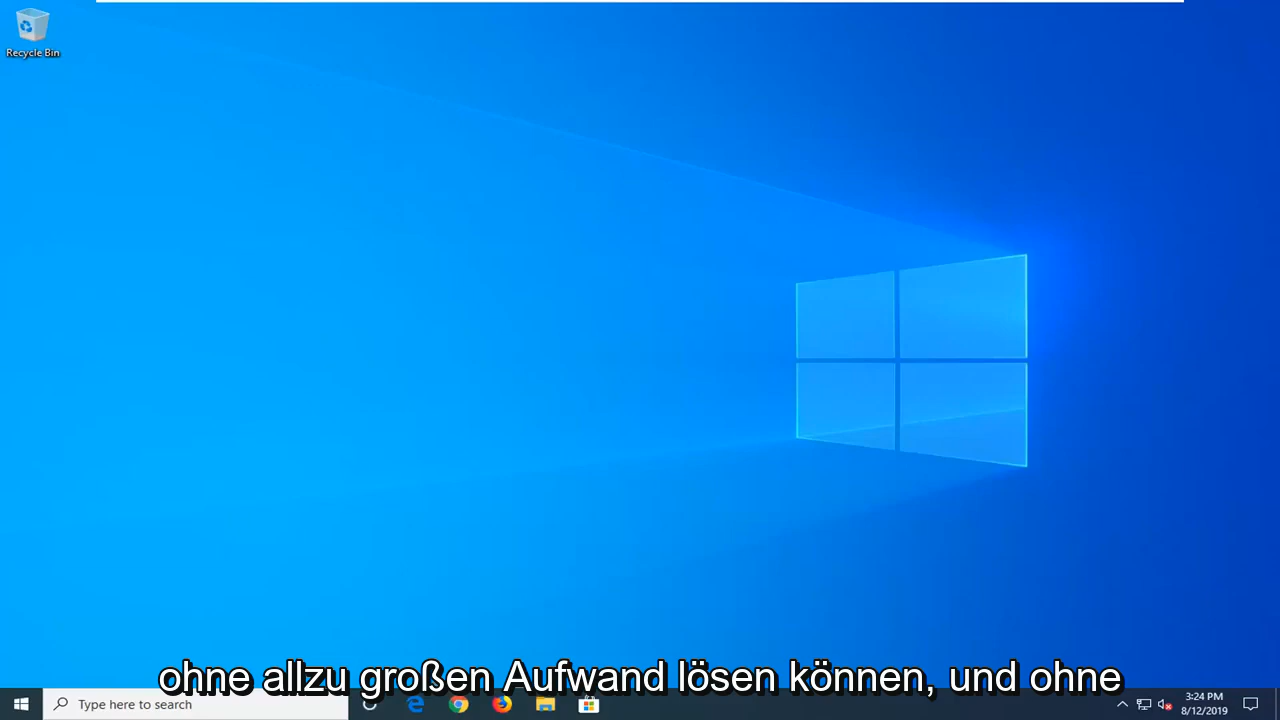 Recycle Bin
ohne allzu großen Aufwand lösen können, und ohne
Type here to search
3:24 PM
8/12/2019